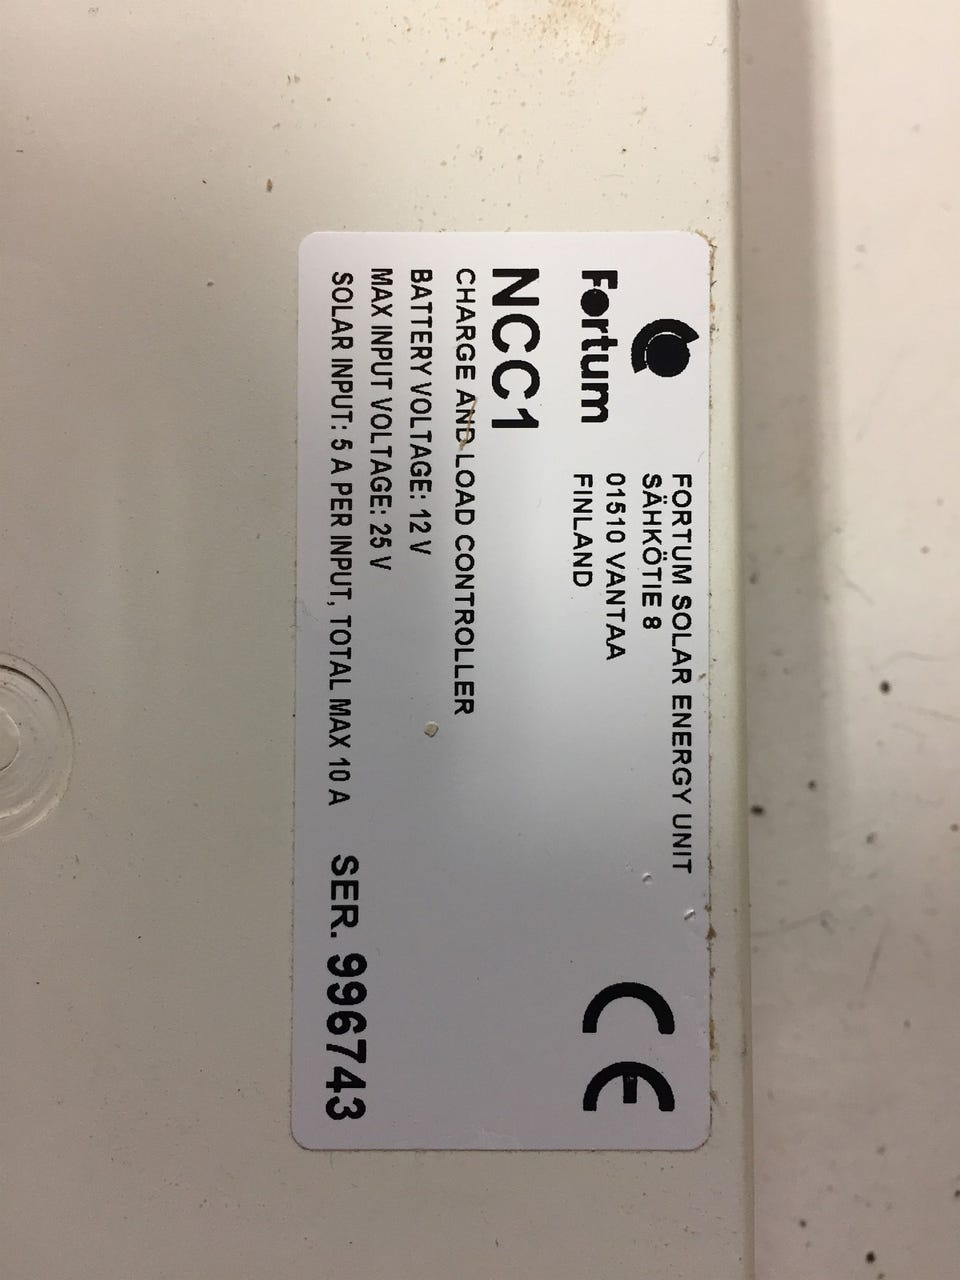 Fortum
FORTUM SOLAR ENERGY UNIT
SÄHKÖTIE 8
01510 VANTAA
FINLAND
CE
NCC1
CHARGE AND LOAD CONTROLLER
BATTERY VOLTAGE: 12 V
MAX INPUT VOLTAGE: 25 V
SOLAR INPUT: 5 A PER INPUT, TOTAL MAX 10 A
SER. 996743